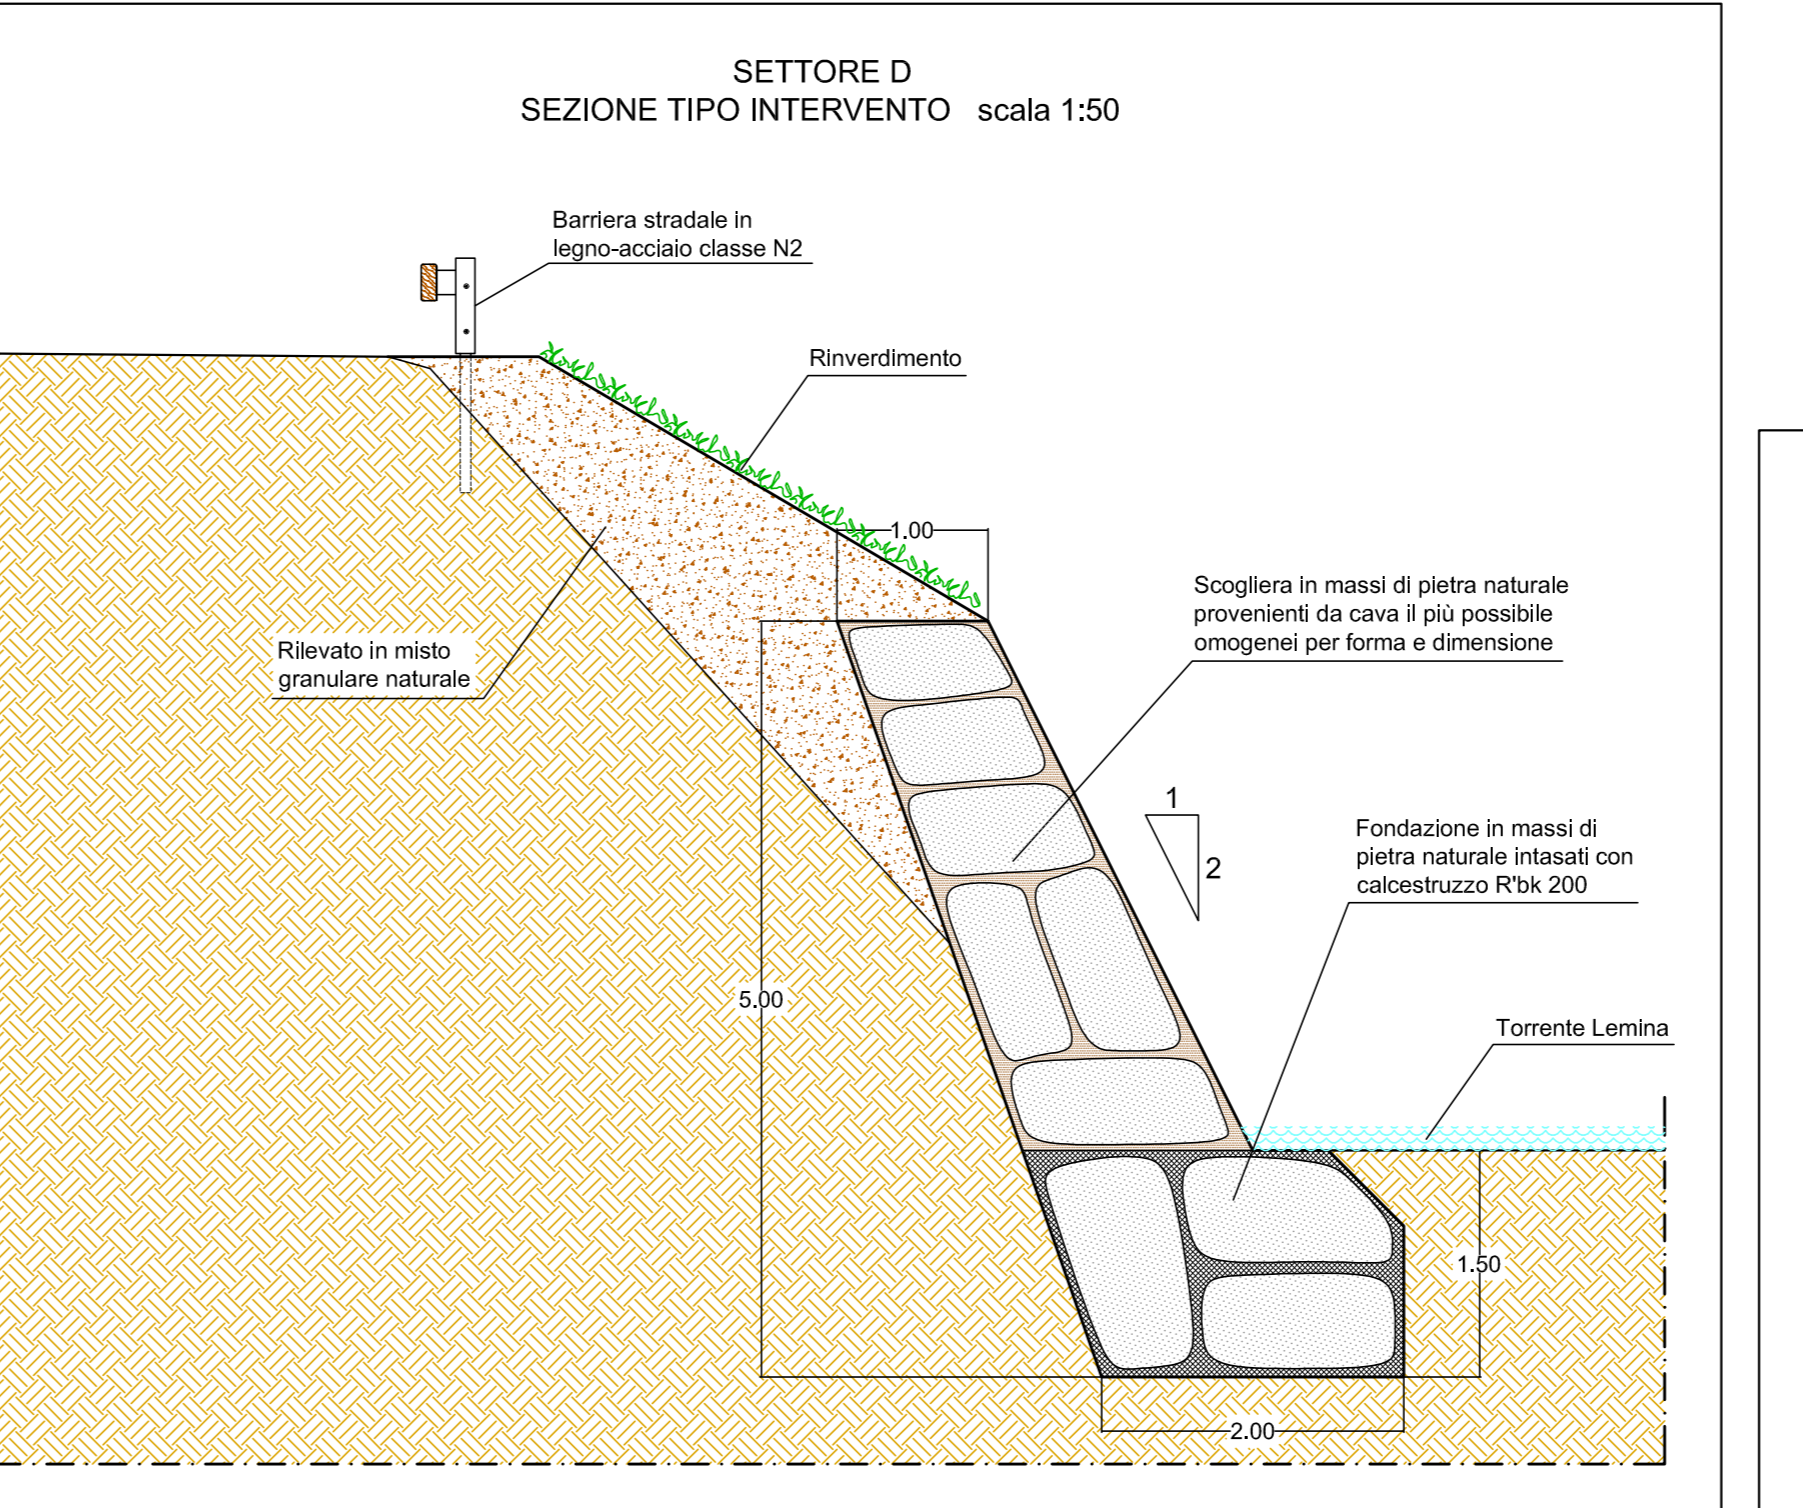 SETTORE D
SEZIONE TIPO INTERVENTO scala 1:50
Barriera stradale in
legno-acciaio classe N2
Rinverdimento
1.00
Scogliera in massi di pietra naturale
provenienti da cava il più possibile
omogenei per forma e dimensione
Rilevato in misto
granulare naturale
1
2
Fondazione in massi di
pietra naturale intasati con
calcestruzzo R'bk 200
5.00
Torrente Lemina
1.50
2.00